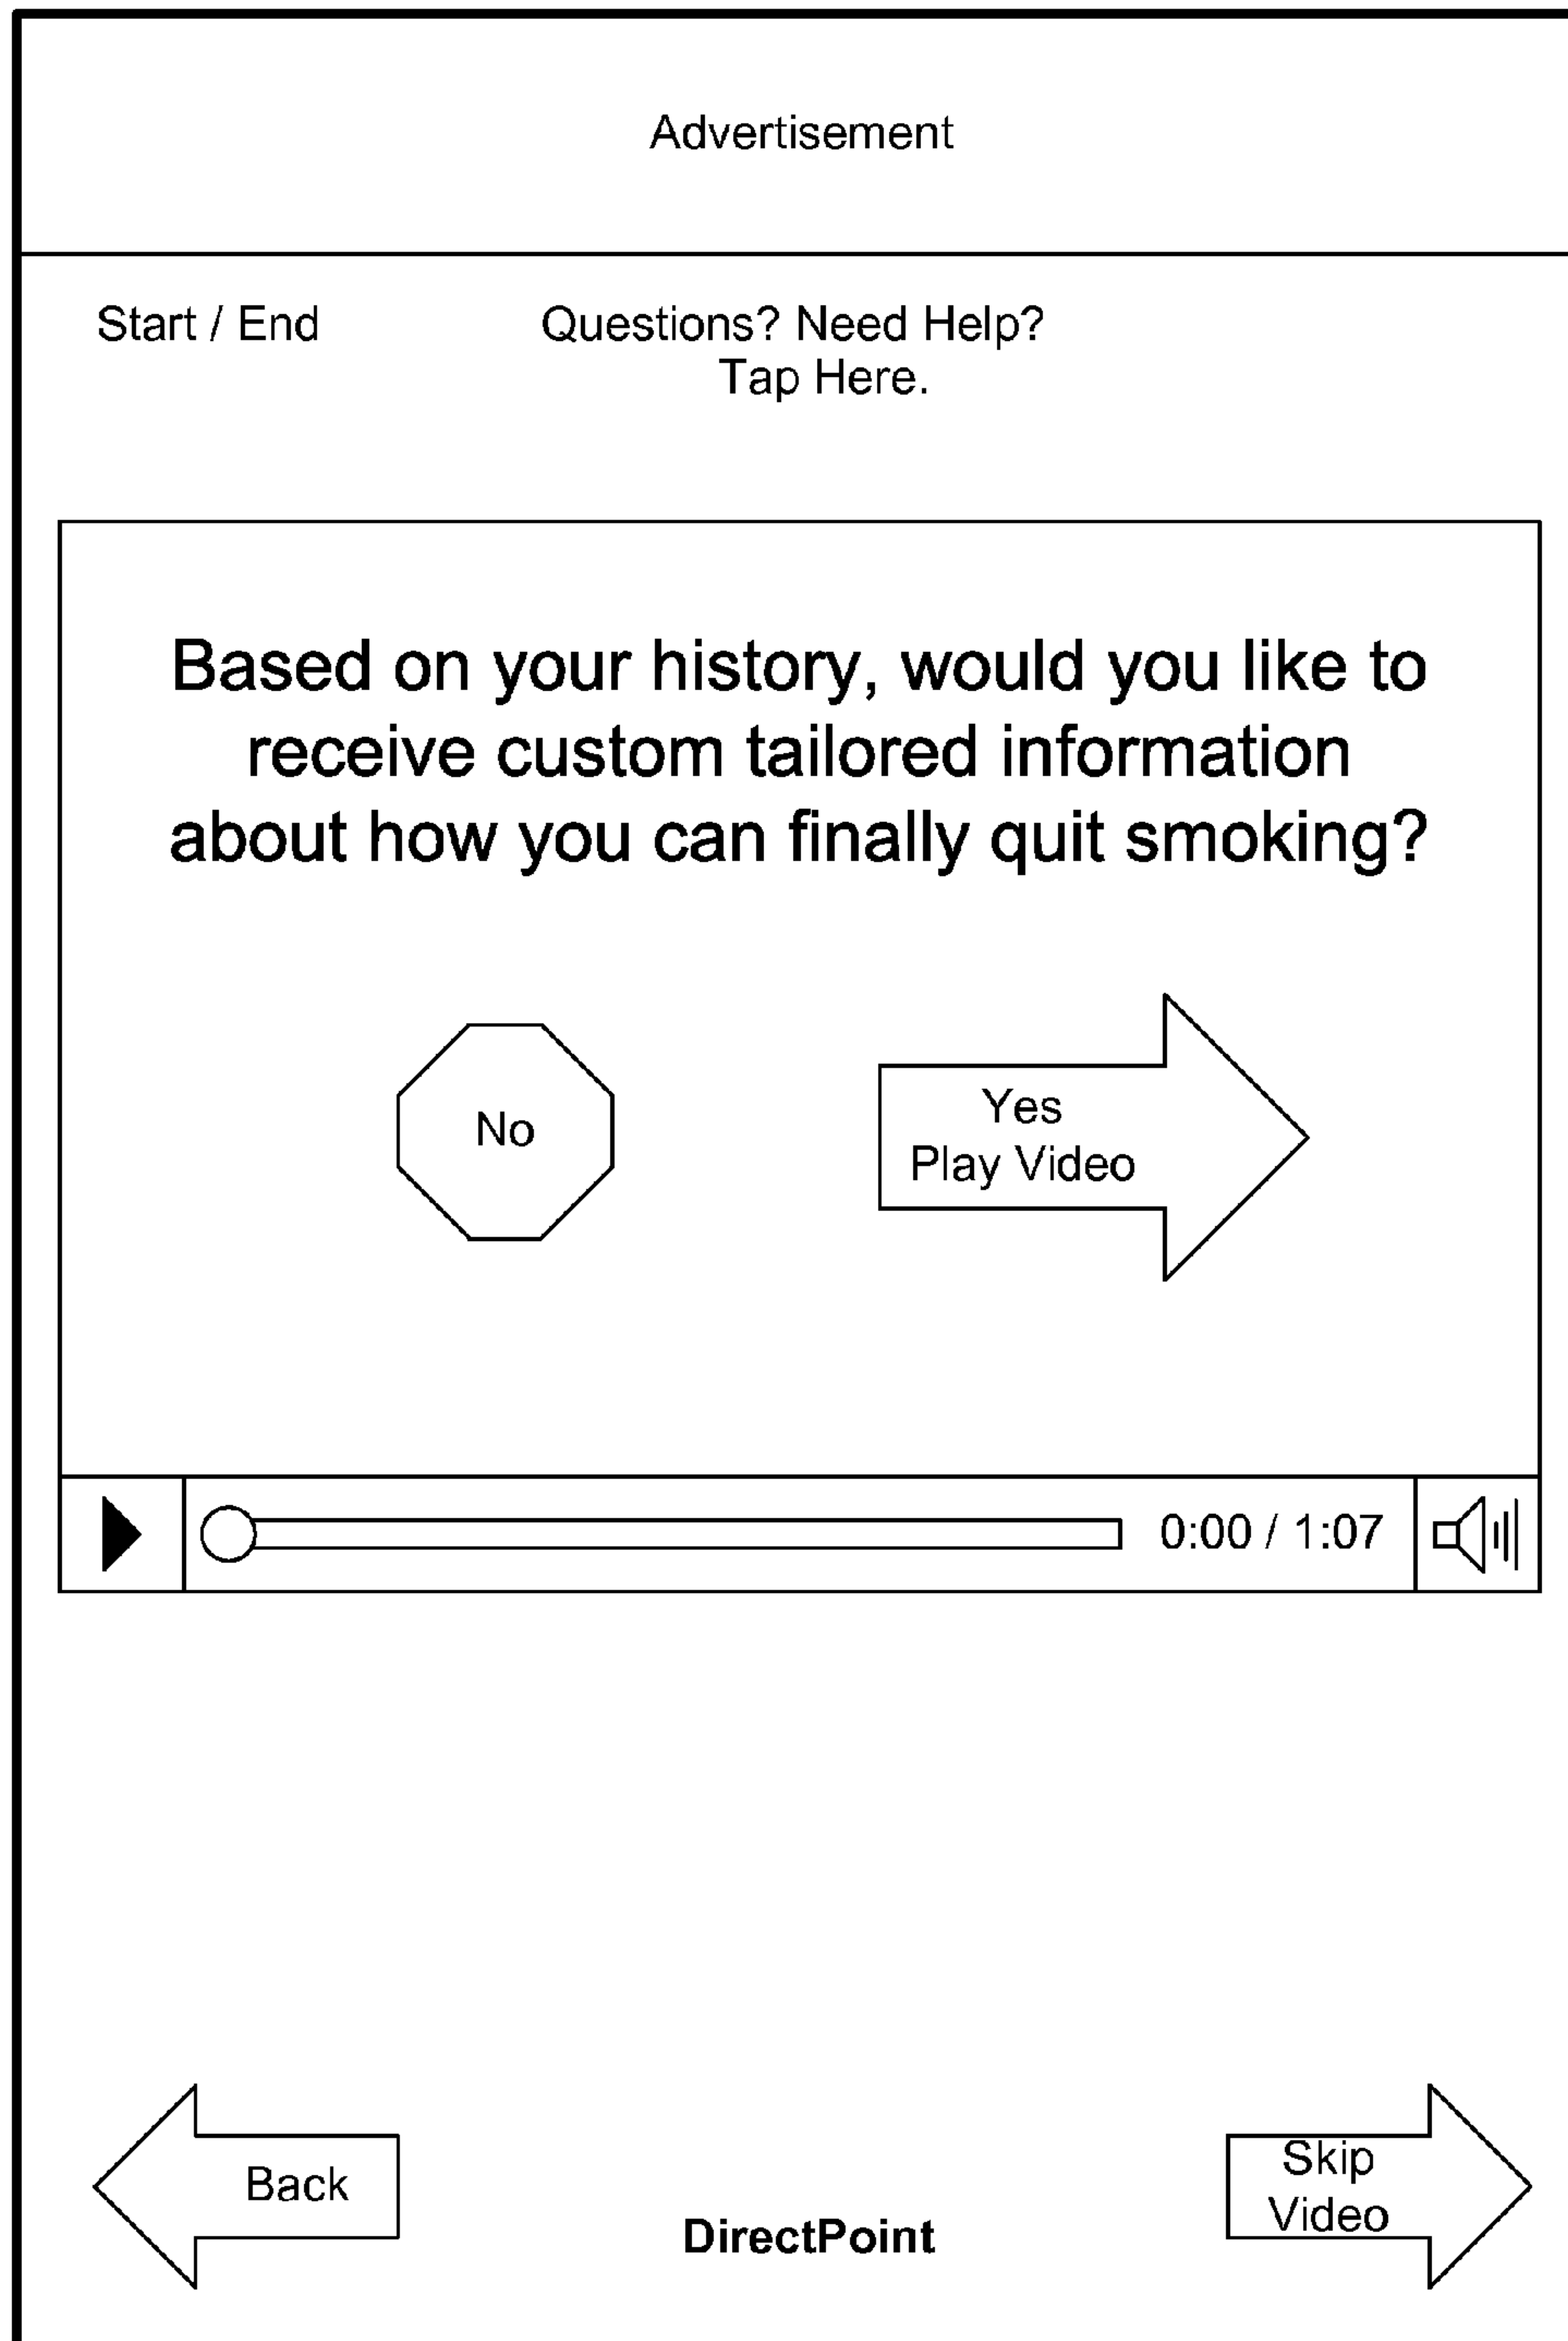 Advertisement
Start / End
Questions? Need Help?
Tap Here.
Based on your history, would you like to
receive custom tailored information
about how you can finally quit smoking?
No
Yes
Play Video
0:00 / 1:07
Back
DirectPoint
Skip
Video